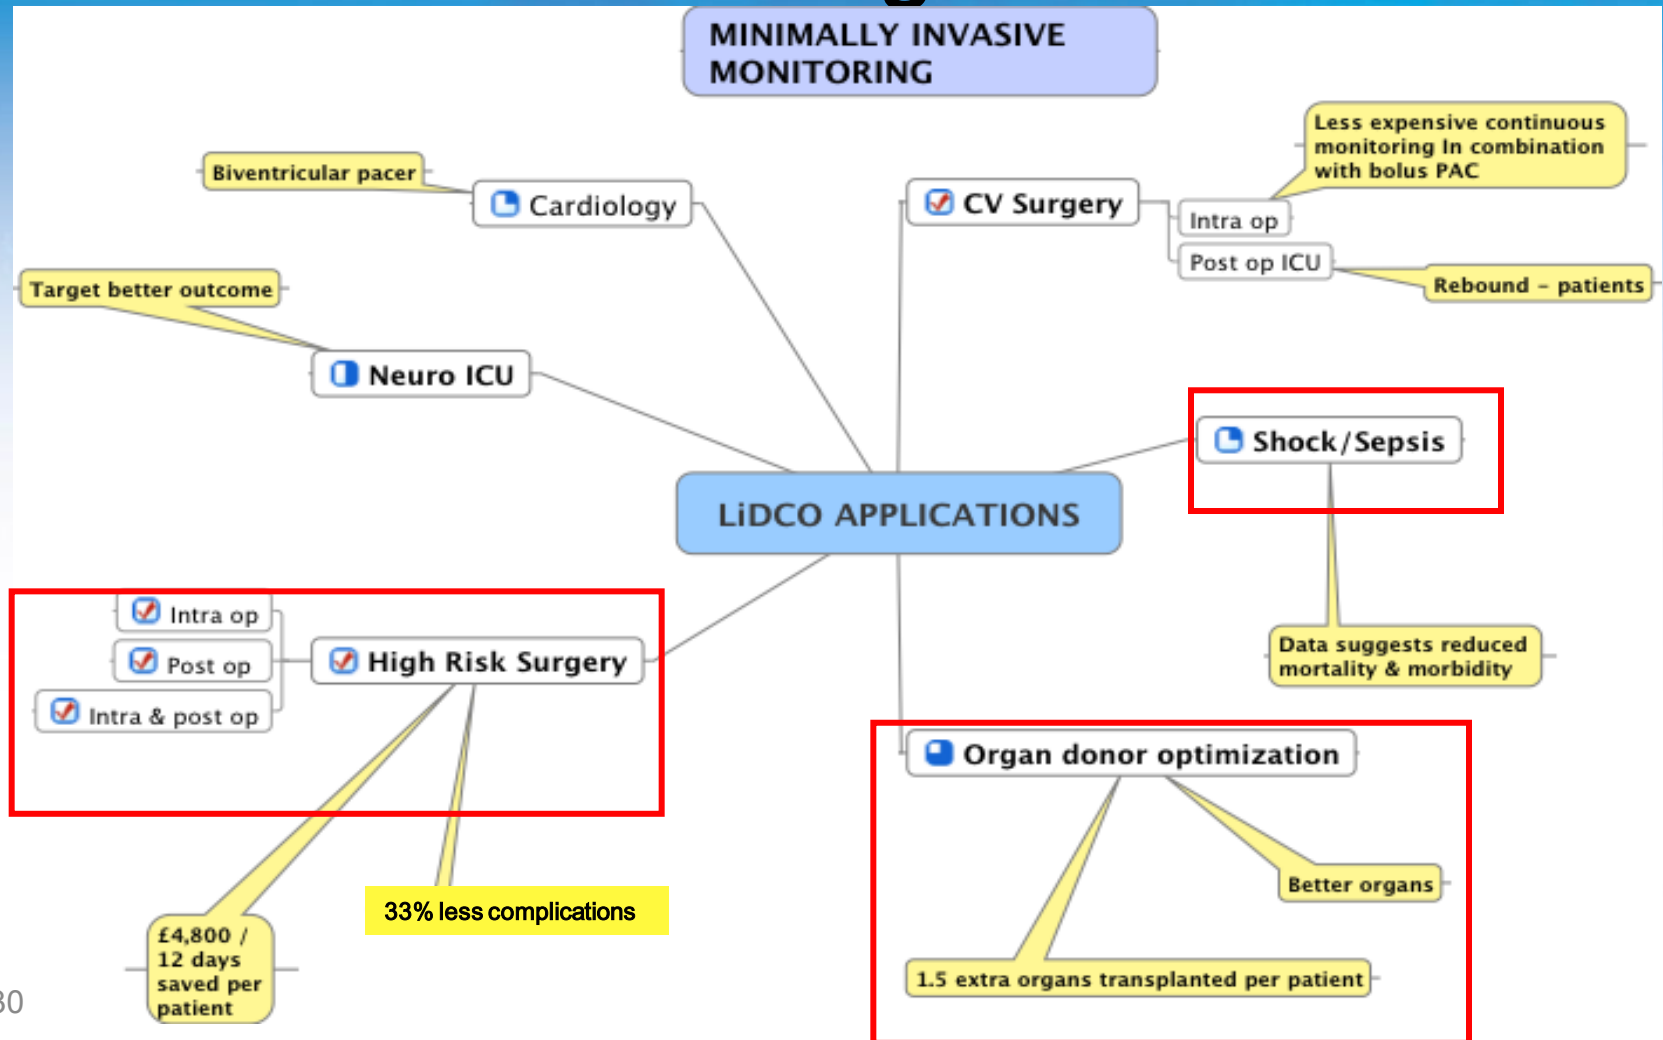 MINIMALLY INVASIVE
MONITORING
Less expensive continuous
monitoring In combination
with bolus PAC
Biventricular pacer
Cardiology
CV Surgery
Intra op
Post op ICU
Rebound – patients
Target better outcome
Neuro ICU
Shock/Sepsis
LiDCO APPLICATIONS
Intra op
Post op
Intra & post op
High Risk Surgery
Data suggests reduced
mortality & morbidity
Organ donor optimization
Better organs
33% less complications
£4,800 /
12 days
saved per
patient
1.5 extra organs transplanted per patient